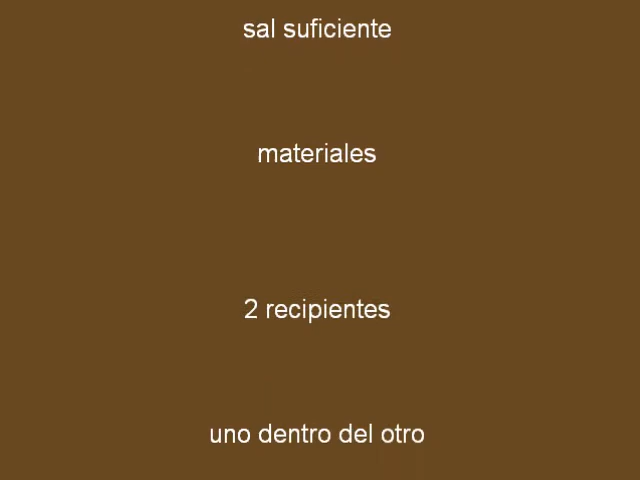 sal suficiente
materiales
2 recipientes
uno dentro del otro